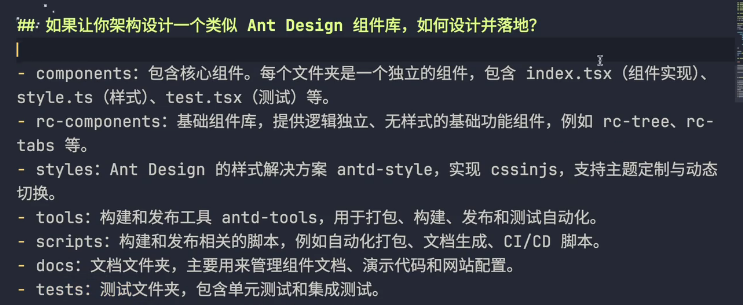 ## 如果让你架构设计一个类似 Ant Design 组件库，如何设计并落地？
- components：包含核心组件。每个文件夹是一个独立的组件，包含 index.tsx（组件实现）、
style.ts（样式）、test.tsx（测试）等。
- rc-components：基础组件库，提供逻辑独立、无样式的基础功能组件，例如 rc-tree、rc-
tabs 等。
- styles：Ant Design 的样式解决方案 antd-style，实现 cssinjs，支持主题定制与动态
切换。
- tools：构建和发布工具 antd-tools，用于打包、构建、发布和测试自动化。
- scripts：构建和发布相关的脚本，例如自动化打包、文档生成、CI/CD 脚本。
- docs：文档文件夹，主要用来管理组件文档、演示代码和网站配置。
- tests：测试文件夹，包含单元测试和集成测试。